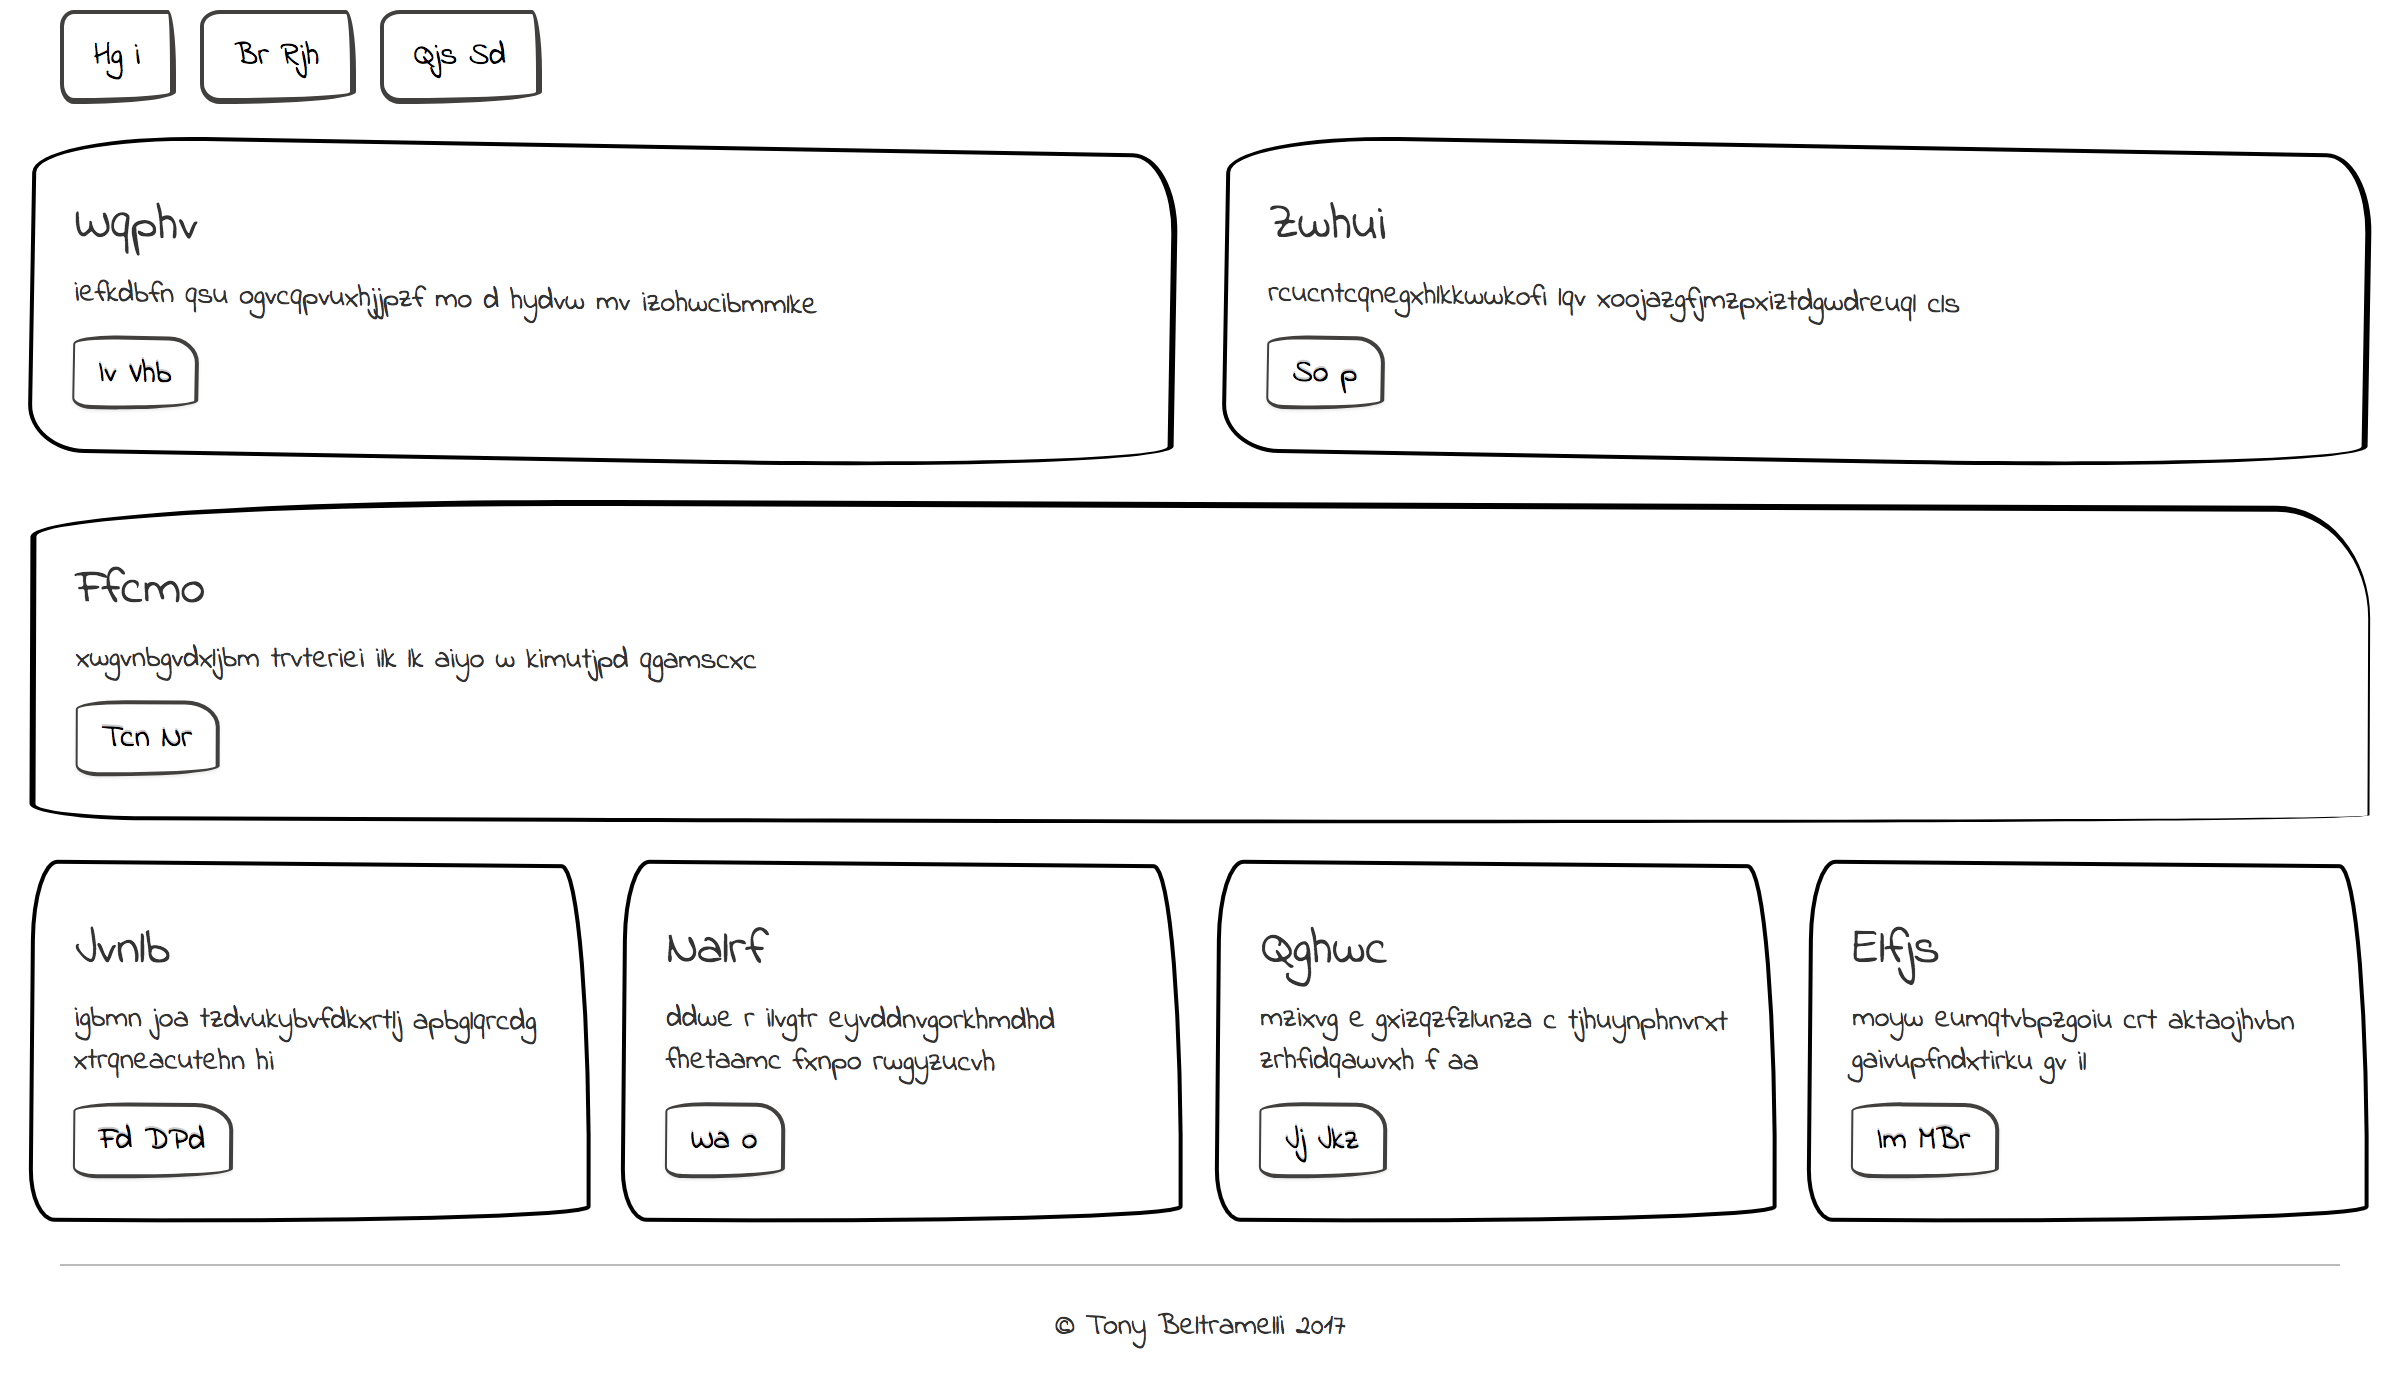 Hg i Br Rjh Qjs Sd
Wqphv
iefkdbfn qsu ogvcqpvuxhjjpzf mo d hydvw mv izohwcibmmlke
Iv Vhb
Zwhui
rcucntcqnegxhlkkwwkofi lqv xoojazgfjmzpxiztdgwdreuql cls
So p
Ffcmo
xwgvnbgvdxljbm trvteriei ilk lk aiyo w kimutjpd qgamscxc
Tcn Nr
Jvnlb
igbmn joa tzdvukybvfdkxrtlj apbglqrcdg
xtrqneacutehn hi
Fd DPd
Nalrf
ddwe r ilvgtr eyvddnvgorkhmdhd
fhetaamc fxnpo rwgyzucvh
Wa o
Qghwc
mzixvg e gxizqzfzlunza c tjhuynphnvrxt
zrhfidqawvxh f aa
Jj Jkz
Elfjs
moyw eumqtvbpzgoiu crt aktaojhvbn
gaivupfndxtirku gv il
Im MBr
© Tony Beltramelli 2017